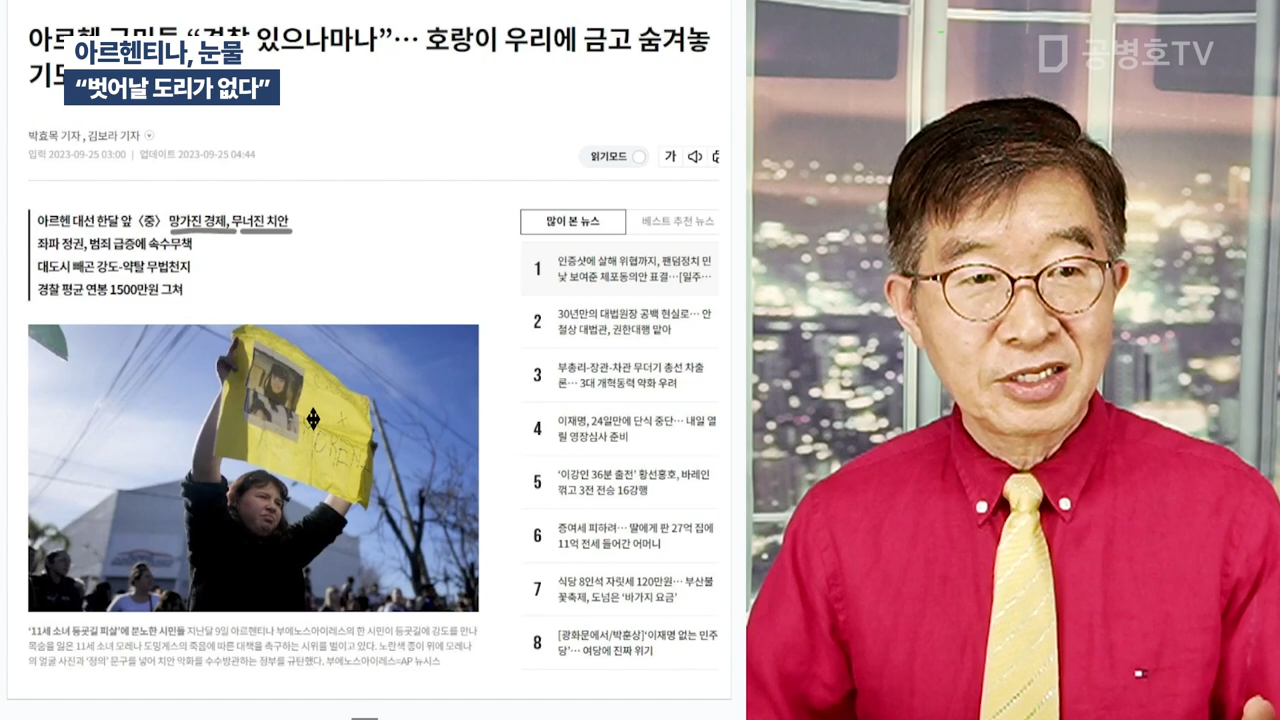 아르헨 국민들 “경찰 있으나마나”… 호랑이 우리에 금고 숨겨놓
기도
아르헨티나, 눈물
“벗어날 도리가 없다”
공병호TV
박효목 기자 , 김보라 기자
입력 2023-09-25 03:00 | 업데이트 2023-09-25 04:44
읽기모드 가
아르헨 대선 한달 앞 〈중〉 망가진 경제, 무너진 치안
좌파 정권, 범죄 급증에 속수무책
대도시 빼곤 강도-약탈 무법천지
경찰 평균 연봉 1500만원 그쳐
많이 본 뉴스 베스트 추천 뉴스
1 인증샷에 살해 위협까지, 팬덤정치 민
낯 보여준 체포동의안 표결…[일주…
2 30년만의 대법원장 공백 현실로… 안
철상 대법관, 권한대행 맡아
3 부총리-장관-차관 무더기 총선 차출
론… 3대 개혁동력 약화 우려
4 이재명, 24일만에 단식 중단… 내일 열
릴 영장심사 준비
5 ‘이강인 36분 출전’ 황선홍호, 바레인
꺾고 3전 전승 16강행
6 증여세 피하려… 딸에게 판 27억 집에
11억 전세 들어간 어머니
7 식당 8인석 자릿세 120만원… 부산불
꽃축제, 도넘은 ‘바가지 요금’
8 [광화문에서/박훈상]‘이재명 없는 민주
당’… 여당에 진짜 위기
‘11세 소녀 등굣길 피살’에 분노한 시민들 지난달 9일 아르헨티나 부에노스아이레스의 한 시민이 등굣길에 강도를 만나
목숨을 잃은 11세 소녀 모레나 도밍게스의 죽음에 따른 대책을 촉구하는 시위를 벌이고 있다. 노란색 종이 위에 모레나
의 얼굴 사진과 ‘정의’ 문구를 넣어 치안 악화를 수수방관하는 정부를 규탄했다. 부에노스아이레스=AP 뉴시스